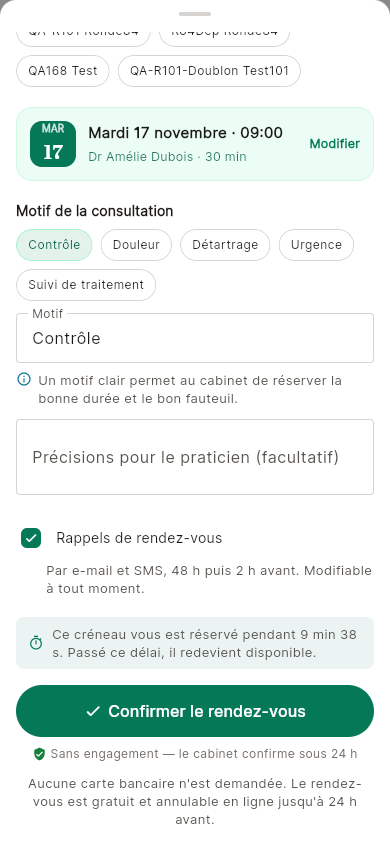 QA168 Test
QA-R101-Doublon Test101
MAR
17
Mardi 17 novembre · 09:00
Dr Amélie Dubois · 30 min
Modifier
Motif de la consultation
Contrôle
Douleur
Détartrage
Urgence
Suivi de traitement
Motif
Contrôle
Un motif clair permet au cabinet de réserver la
bonne durée et le bon fauteuil.
Précisions pour le praticien (facultatif)
Rappels de rendez-vous
Par e-mail et SMS, 48 h puis 2 h avant. Modifiable
à tout moment.
Ce créneau vous est réservé pendant 9 min 38
s. Passé ce délai, il redevient disponible.
Confirmer le rendez-vous
Sans engagement — le cabinet confirme sous 24 h
Aucune carte bancaire n'est demandée. Le rendez-
vous est gratuit et annulable en ligne jusqu'à 24 h
avant.